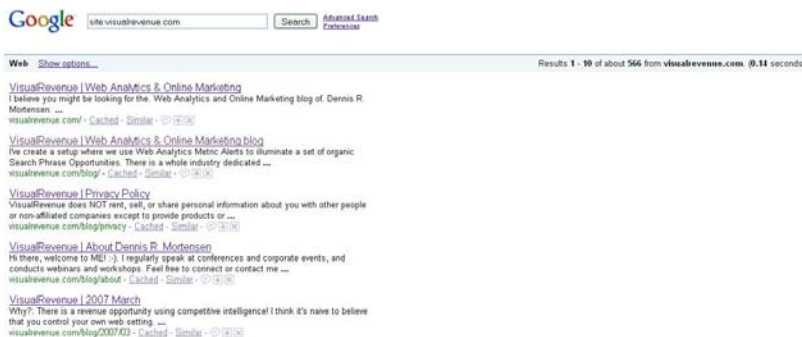 Google
site:visualrevenue.com Search Advanced Search
Preferences
Web Show options... Results 1 - 10 of about 566 from visualrevenue.com. (0.14 seconds
VisualRevenue | Web Analytics & Online Marketing
I believe you might be looking for the. Web Analytics and Online Marketing blog of. Dennis R.
Mortensen. ...
visualrevenue.com/ - Cached - Similar -
VisualRevenue | Web Analytics & Online Marketing blog
I've create a setup where we use Web Analytics Metric Alerts to illuminate a set of organic
Search Phrase Opportunities. There is a whole industry dedicated ...
visualrevenue.com/blog/ - Cached - Similar -
VisualRevenue | Privacy Policy
VisualRevenue does NOT rent, sell, or share personal information about you with other people
or non-affiliated companies except to provide products or ...
visualrevenue.com/blog/privacy - Cached - Similar -
VisualRevenue | About Dennis R. Mortensen
Hi there, welcome to ME! :-). I regularly speak at conferences and corporate events, and
conducts webinars and workshops. Feel free to connect or contact me ...
visualrevenue.com/blog/about - Cached - Similar -
VisualRevenue | 2007 March
Why?: There is a revenue opportunity using competitive intelligence! I think it's naive to believe
that you control your own web setting. ...
visualrevenue.com/blog/2007/03 - Cached - Similar -